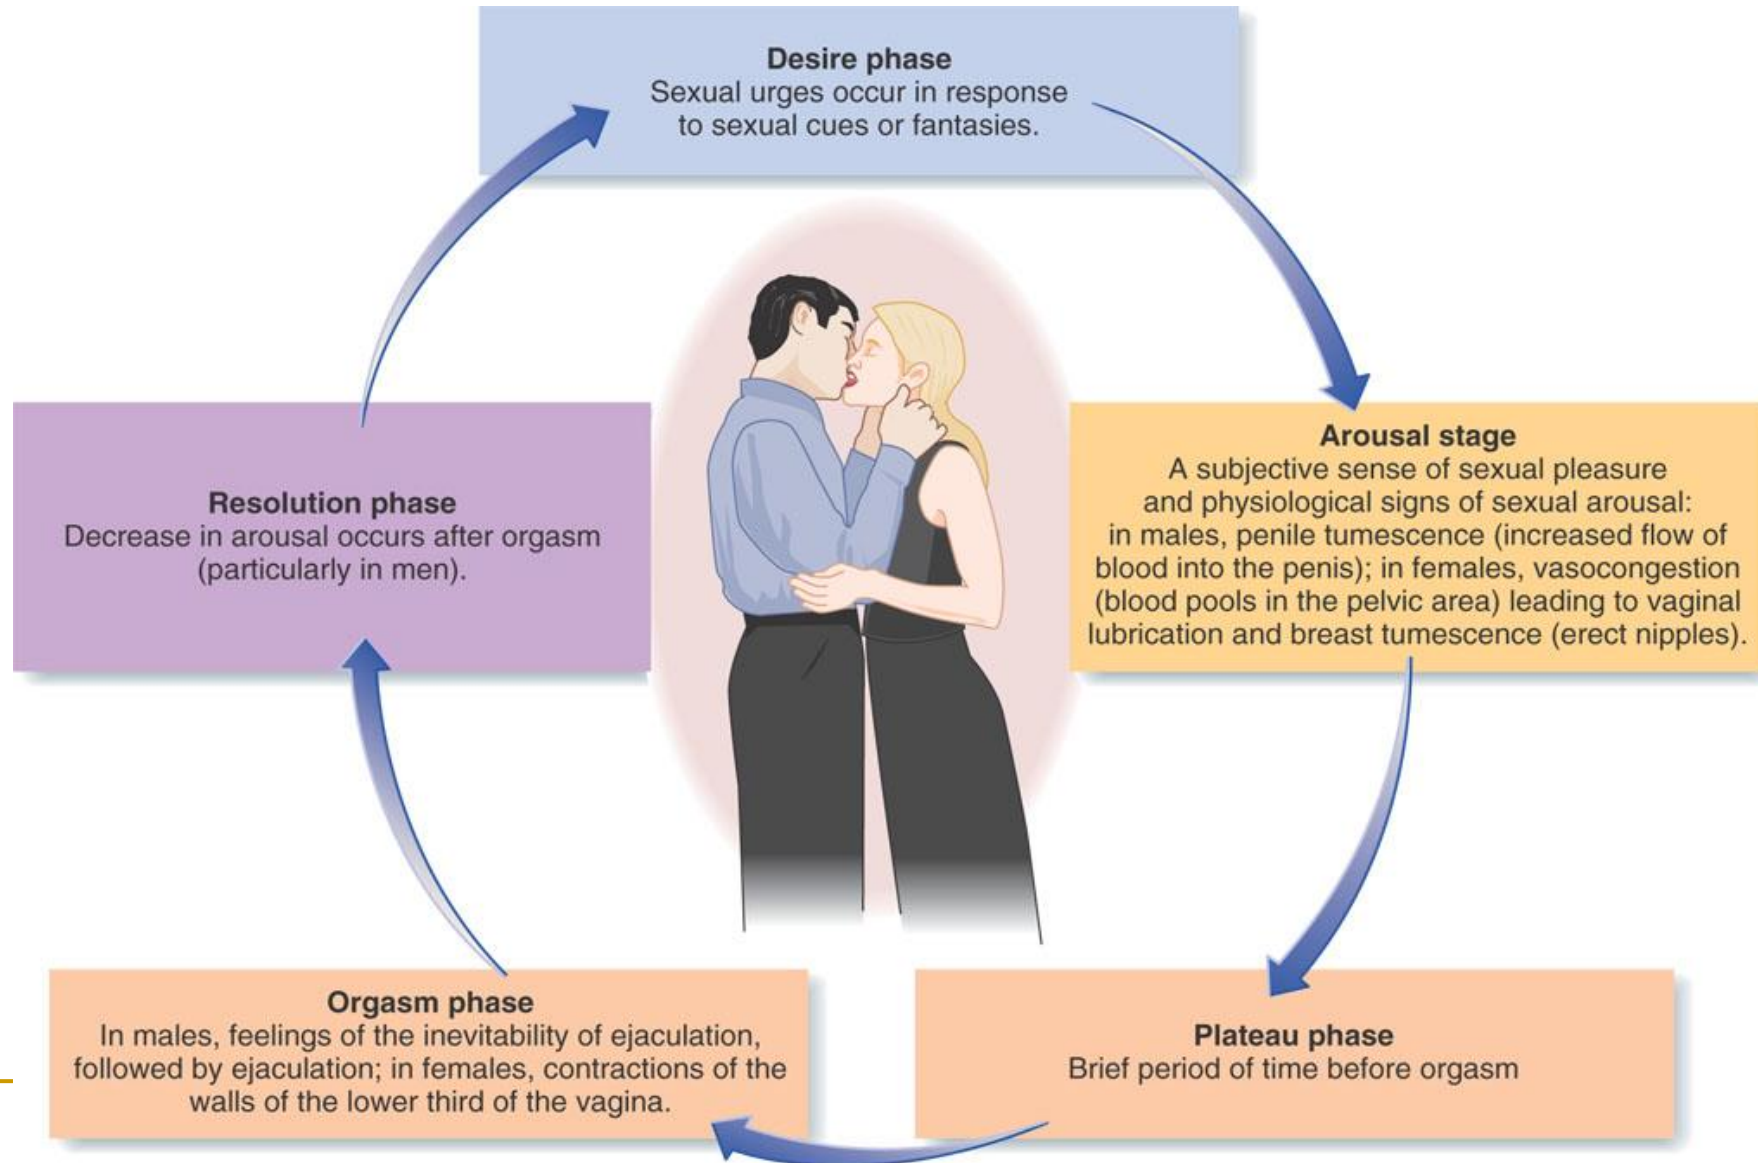 Desire phase
Sexual urges occur in response
to sexual cues or fantasies.
Arousal stage
A subjective sense of sexual pleasure
and physiological signs of sexual arousal:
in males, penile tumescence (increased flow of
blood into the penis); in females, vasocongestion
(blood pools in the pelvic area) leading to vaginal
lubrication and breast tumescence (erect nipples).
Plateau phase
Brief period of time before orgasm
Orgasm phase
In males, feelings of the inevitability of ejaculation,
followed by ejaculation; in females, contractions of the
walls of the lower third of the vagina.
Resolution phase
Decrease in arousal occurs after orgasm
(particularly in men).